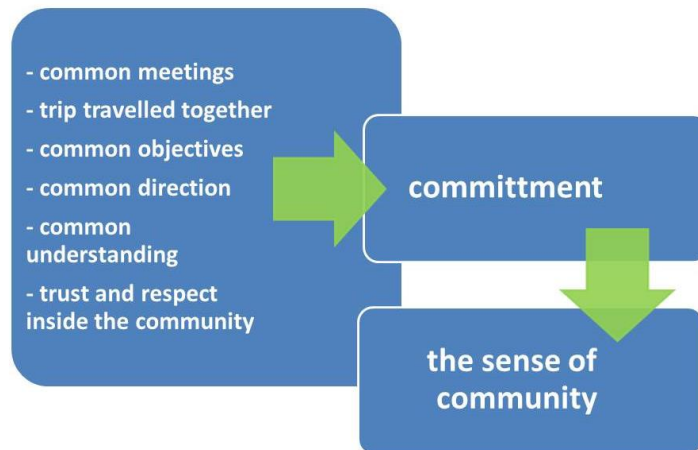 - common meetings
- trip travelled together
- common objectives
- common direction
- common
understanding
- trust and respect
inside the community
committment
the sense of
community